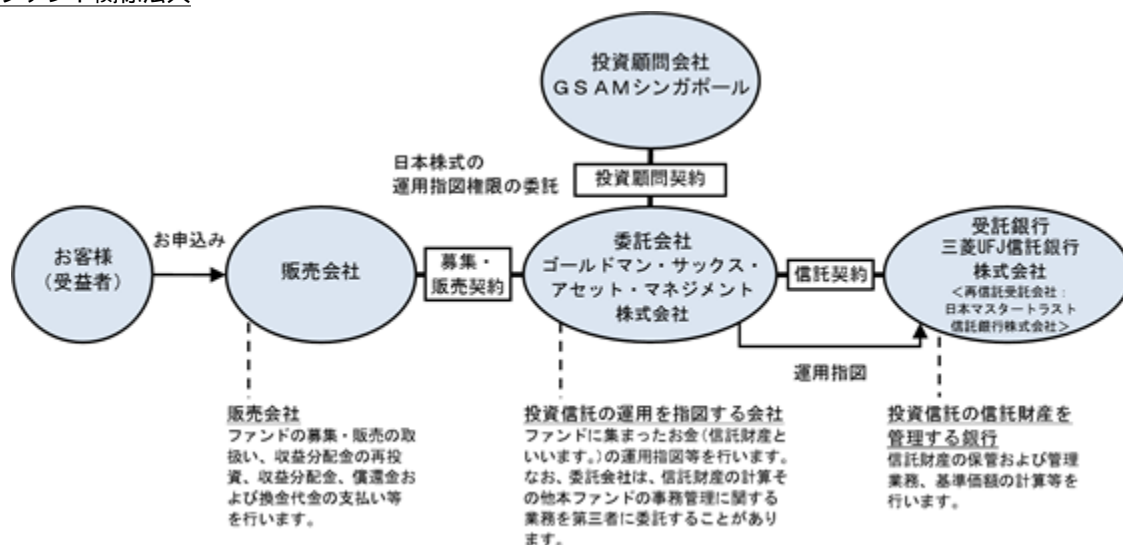 投資顧問会社
GSAMシンガポール
日本株式の
運用指図権限の委託
投資顧問契約
お客様
(受益者)
お申込み
販売会社
募集・
販売契約
委託会社
ゴールドマン・サックス・
アセット・マネジメント
株式会社
信託契約
受託銀行
三菱UFJ信託銀行
株式会社
<再信託受託会社:
日本マスタートラスト
信託銀行株式会社>
運用指図
販売会社
ファンドの募集・販売の取
扱い、収益分配金の再投
資、収益分配金、償還金お
よび換金代金の支払い等
を行います。
投資信託の運用を指図する会社
ファンドに集まったお金(信託財産と
いいます。)の運用指図等を行います。
なお、委託会社は、信託財産の計算そ
の他本ファンドの事務管理に関する
業務を第三者に委託することがあり
ます。
投資信託の信託財産を
管理する銀行
信託財産の保管および管理
業務、基準価額の計算等を
行います。